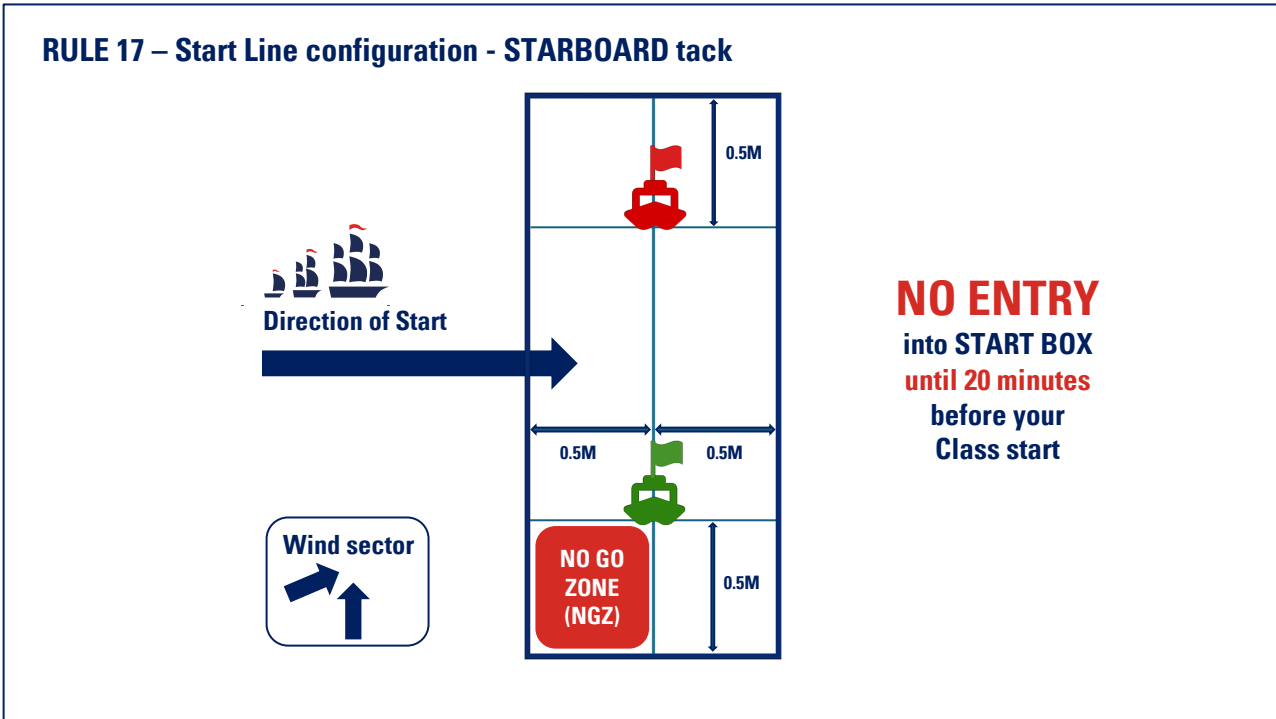 RULE 17 – Start Line configuration - STARBOARD tack
0.5M
Direction of Start
NO ENTRY
into START BOX
until 20 minutes
before your
Class start
0.5M
0.5M
Wind sector
NO GO
ZONE
(NGZ)
0.5M